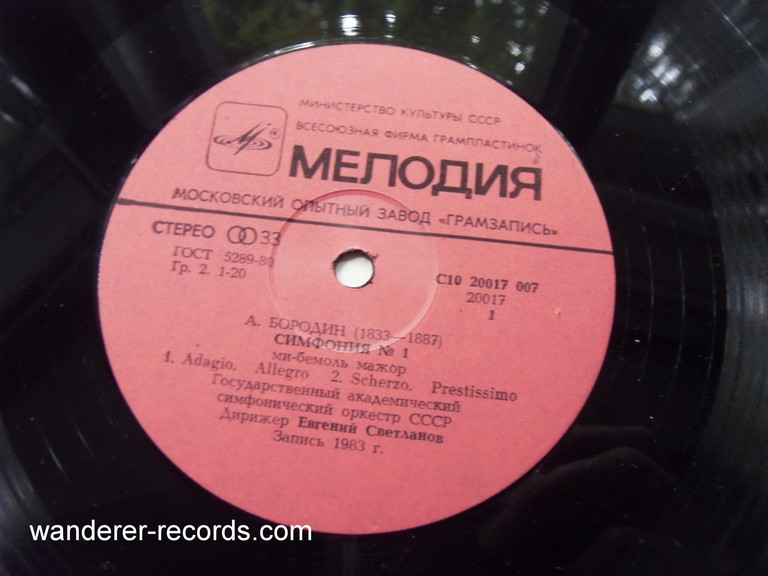 МИНИСТЕРСТВО КУЛЬТУРЫ СССР
ВСЕСОЮЗНАЯ ФИРМА ГРАМПЛАСТИНОК
МЕЛОДИЯ
МОСКОВСКИЙ ОПЫТНЫЙ ЗАВОД «ГРАМЗАПИСЬ»
СТЕРЕО 33
ГОСТ 5289-80
Гр. 2. 1-20
С10 20017 007
20017
1
А. БОРОДИН (1833—1887)
СИМФОНИЯ № 1
ми-бемоль мажор
1. Adagio. Allegro 2. Scherzo. Prestissimo
Государственный академический
симфонический оркестр СССР
Дирижер Евгений Светланов
Запись 1983 г.
wanderer-records.com